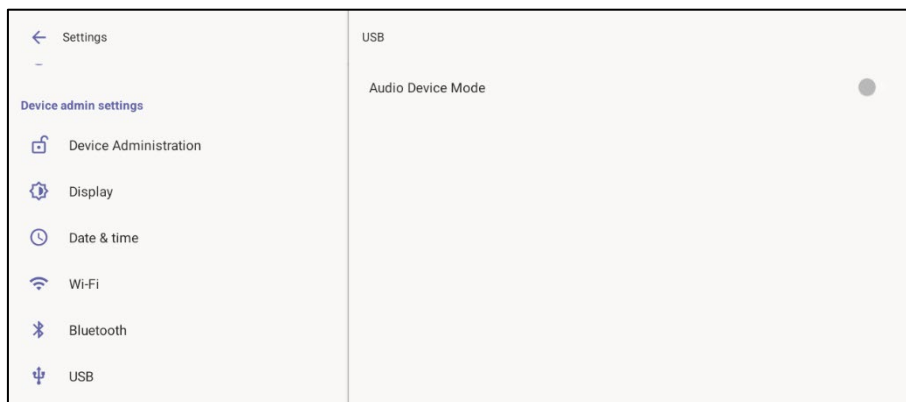 Settings
Device admin settings
Device Administration
Display
Date & time
Wi-Fi
Bluetooth
USB
USB
Audio Device Mode